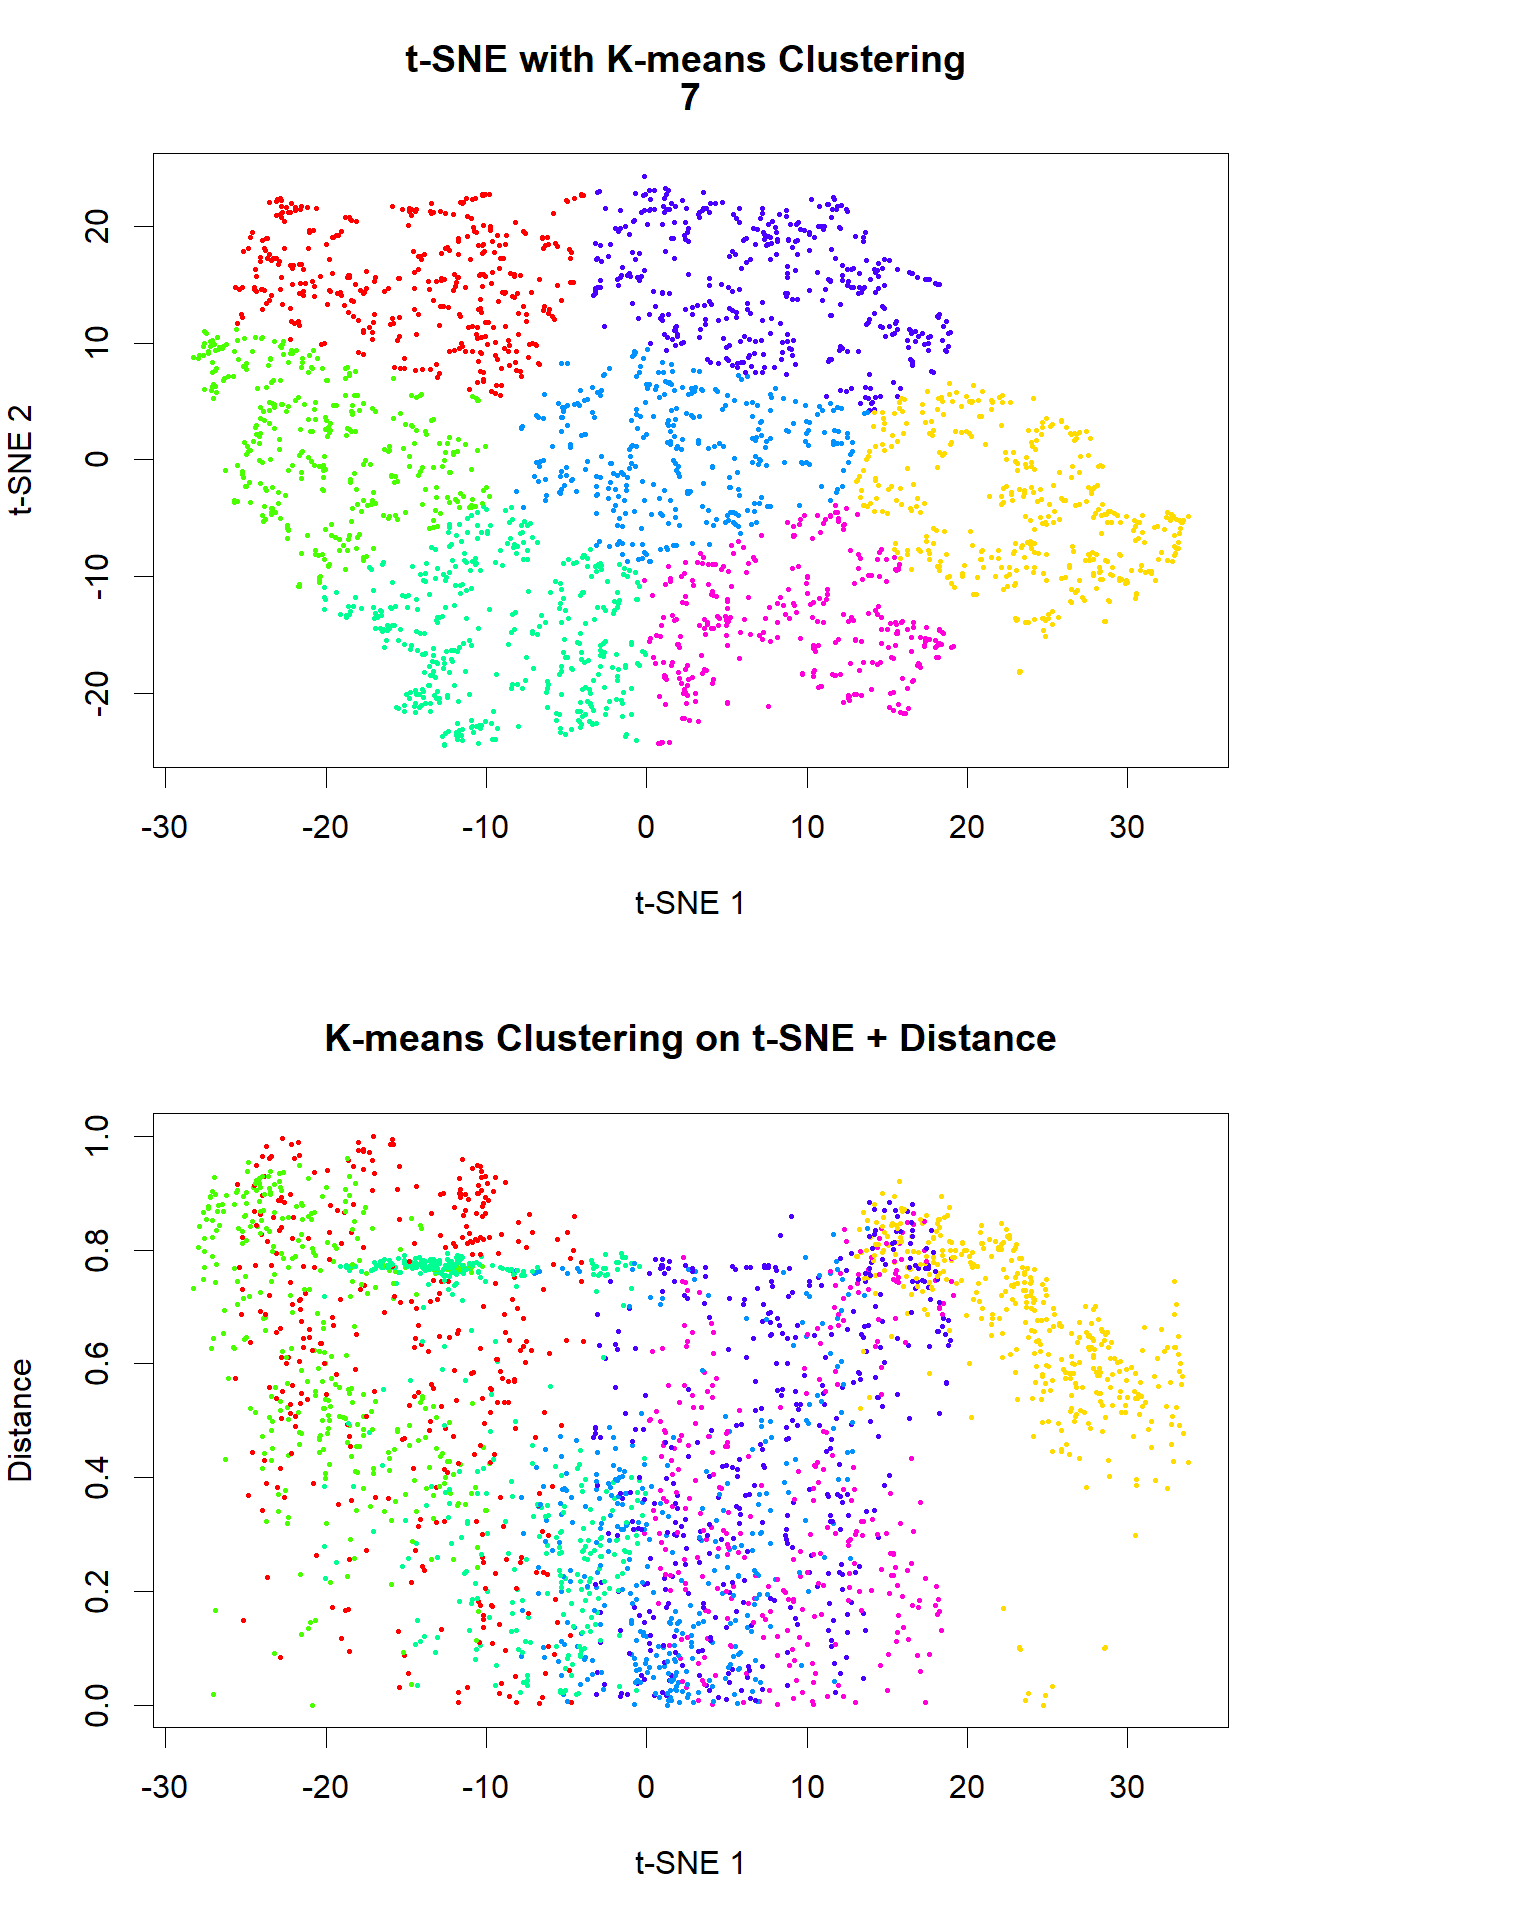 t-SNE with K-means Clustering
7
t-SNE 2
20
10
0
-10
-20
-30 -20 -10 0 10 20 30
t-SNE 1
K-means Clustering on t-SNE + Distance
Distance
1.0
0.8
0.6
0.4
0.2
0.0
-30 -20 -10 0 10 20 30
t-SNE 1